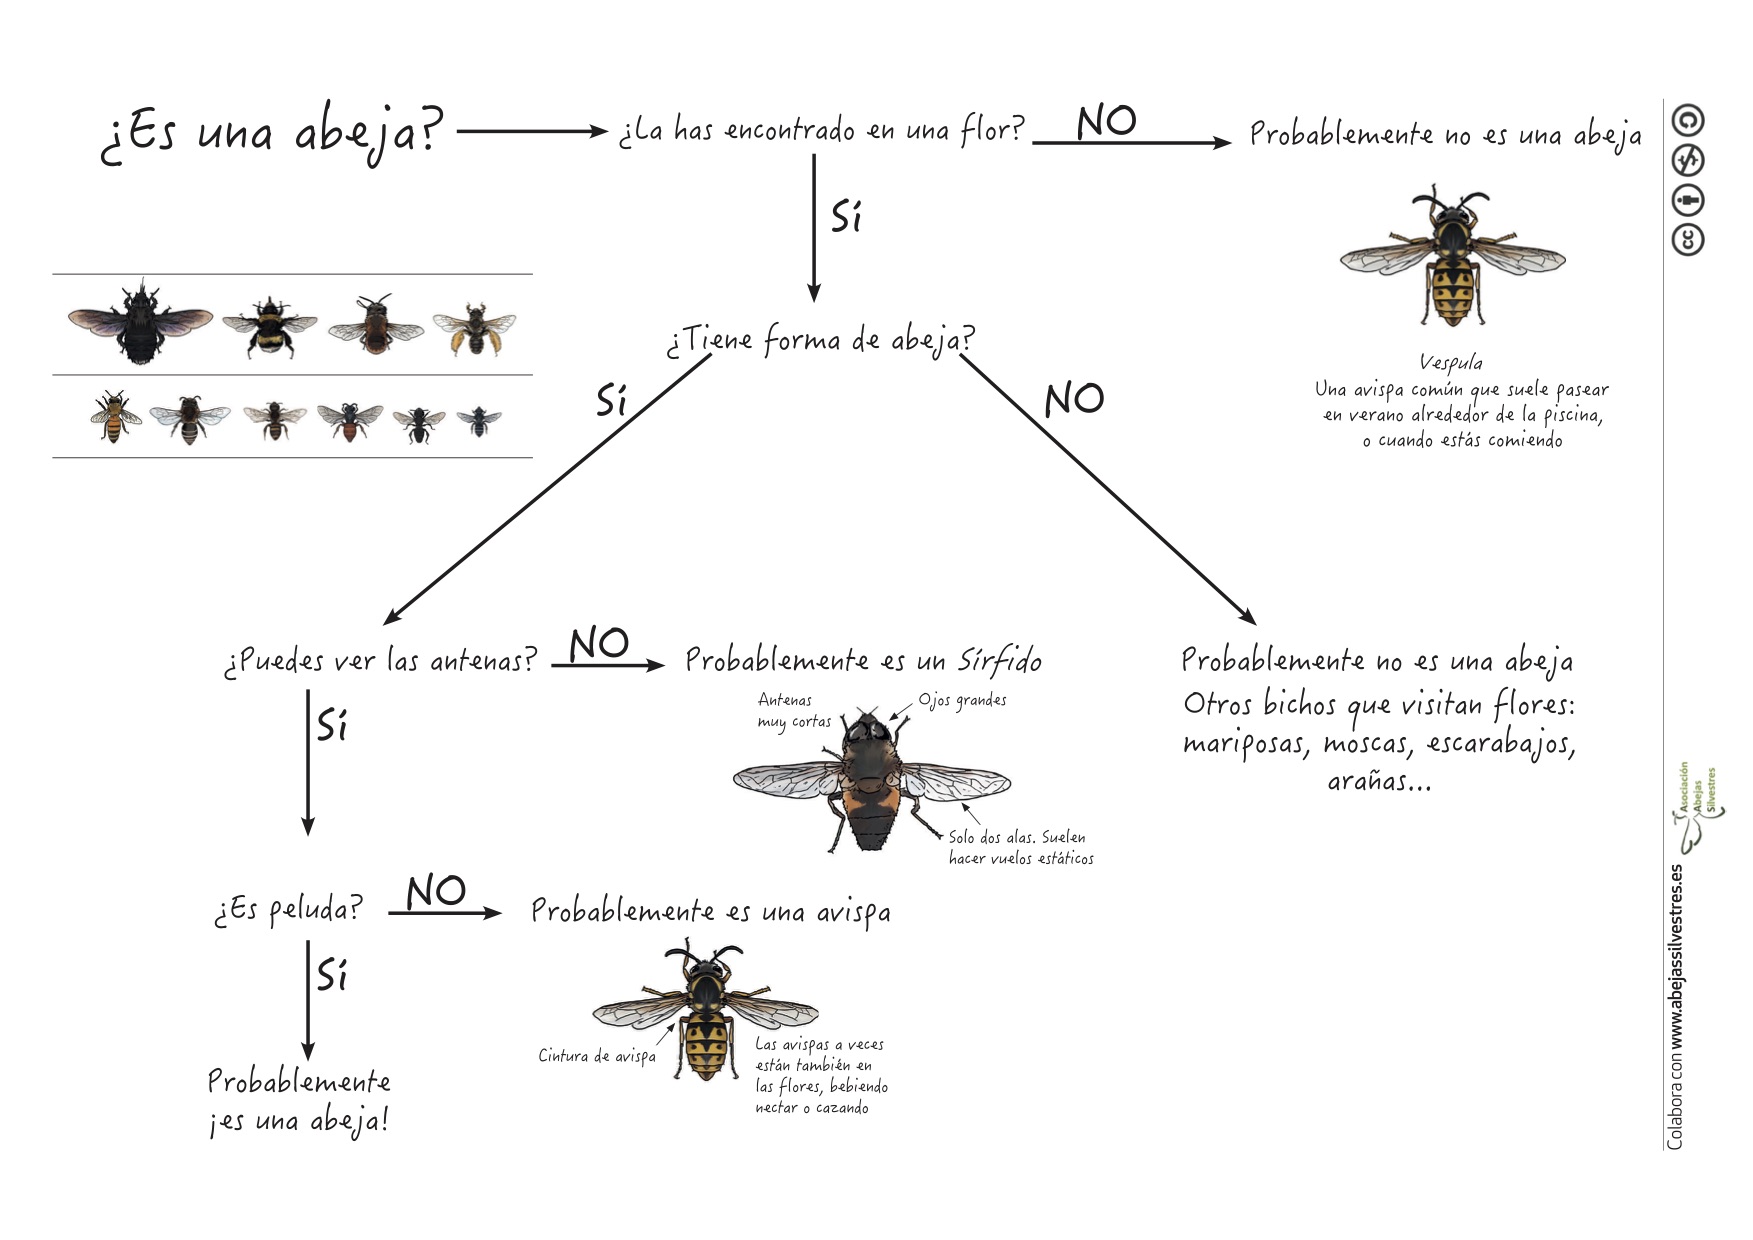 ¿Es una abeja?
¿La has encontrado en una flor?
NO
Probablemente no es una abeja
Sí
Vespula
Una avispa común que suele pasear
en verano alrededor de la piscina,
o cuando estás comiendo
¿Tiene forma de abeja?
Sí
NO
¿Puedes ver las antenas?
NO
Probablemente es un Sírfido
Antenas
muy cortas
Ojos grandes
Solo dos alas. Suelen
hacer vuelos estáticos
Probablemente no es una abeja
Otros bichos que visitan flores:
mariposas, moscas, escarabajos,
arañas...
Sí
¿Es peluda?
NO
Probablemente es una avispa
Cintura de avispa
Las avispas a veces
están también en
las flores, bebiendo
nectar o cazando
Sí
Probablemente
¡es una abeja!
Colabora con www.abejassilvestres.es
Asociación
Abejas
Silvestres
cc